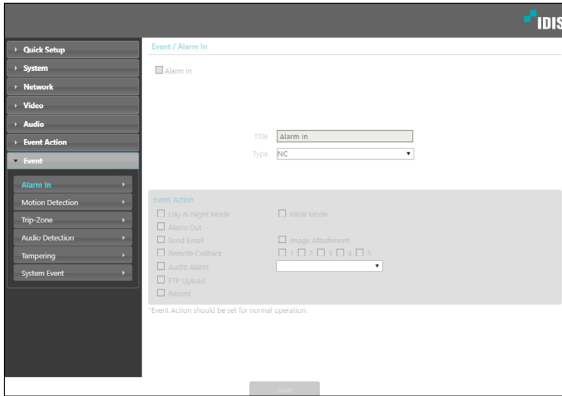 IDIS
Quick Setup
System
Network
Video
Audio
Event Action
Event
Alarm In
Motion Detection
Trip-Zone
Audio Detection
Tampering
System Event
Event / Alarm In
Alarm In
Title Alarm In
Type NC
Event Action
Day & Night Mode
Alarm Out
Send Email Image Attachment
Remote Callback 1 2 3 4 5
Audio Alarm
FTP Upload
Record
*Event Action should be set for normal operation.
Save